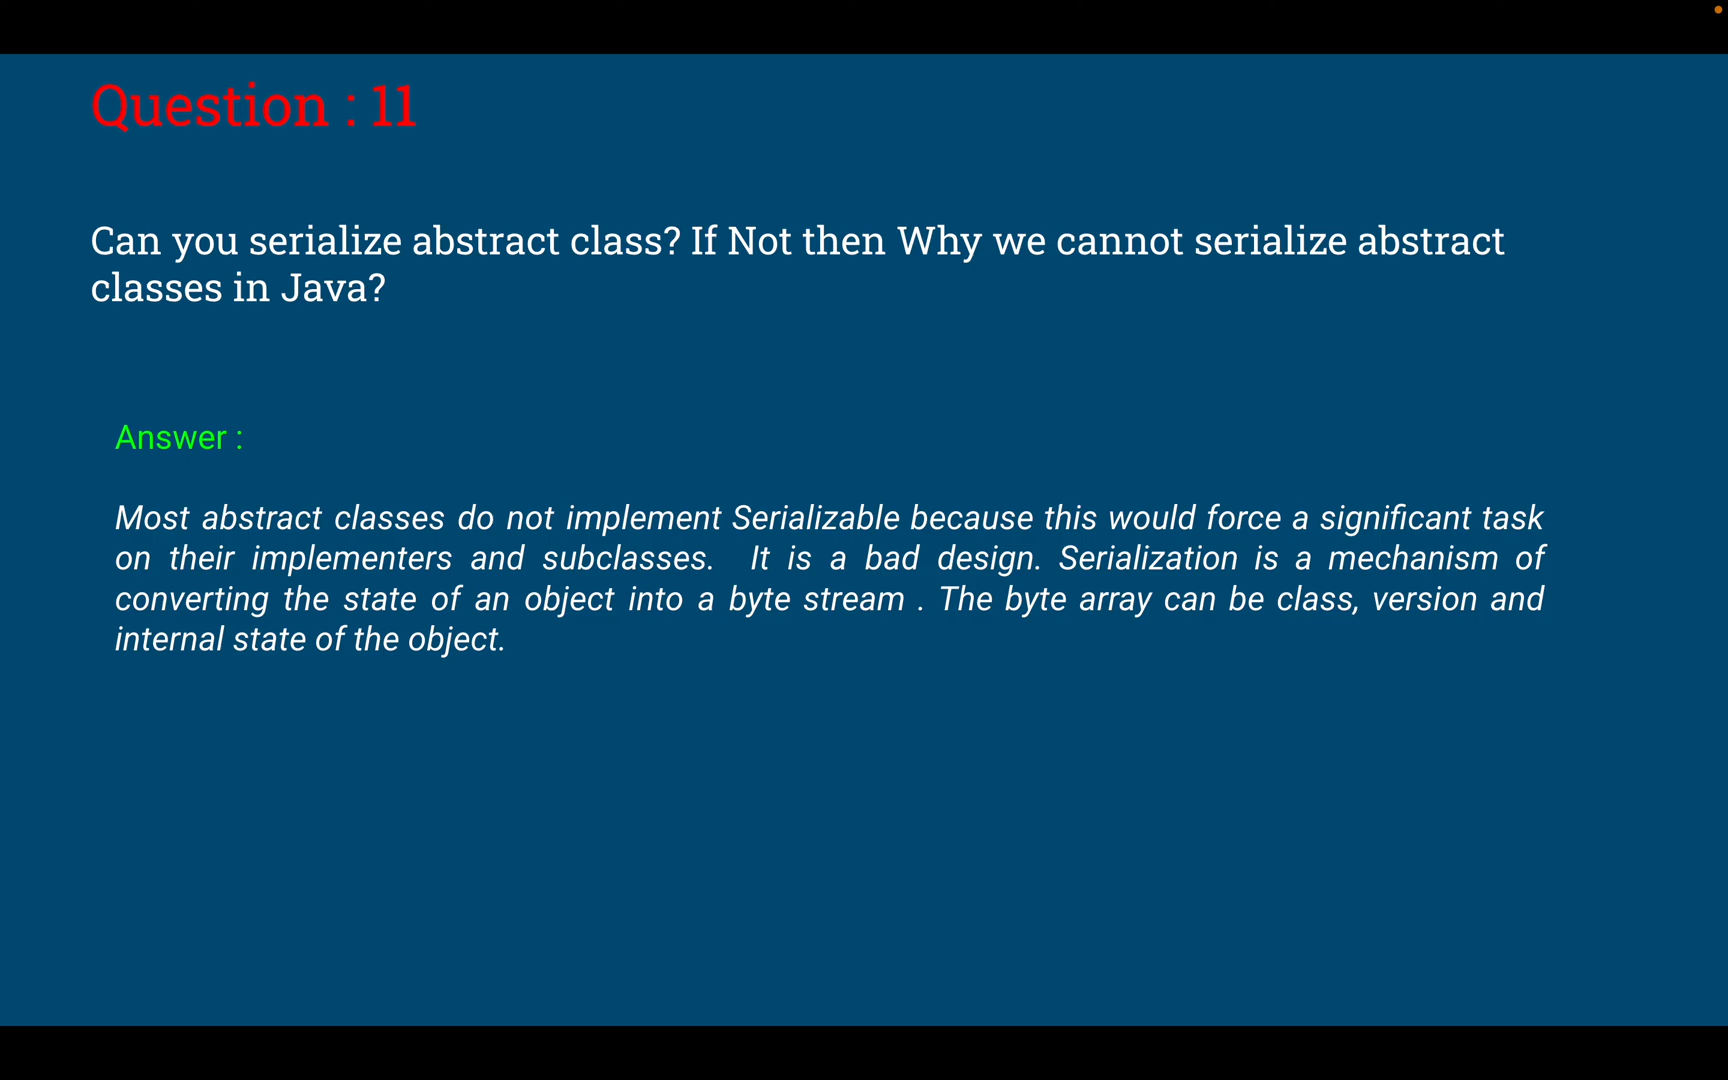 Question : 11
Can you serialize abstract class? If Not then Why we cannot serialize abstract
classes in Java?
Answer :
Most abstract classes do not implement Serializable because this would force a significant task
on their implementers and subclasses. It is a bad design. Serialization is a mechanism of
converting the state of an object into a byte stream . The byte array can be class, version and
internal state of the object.